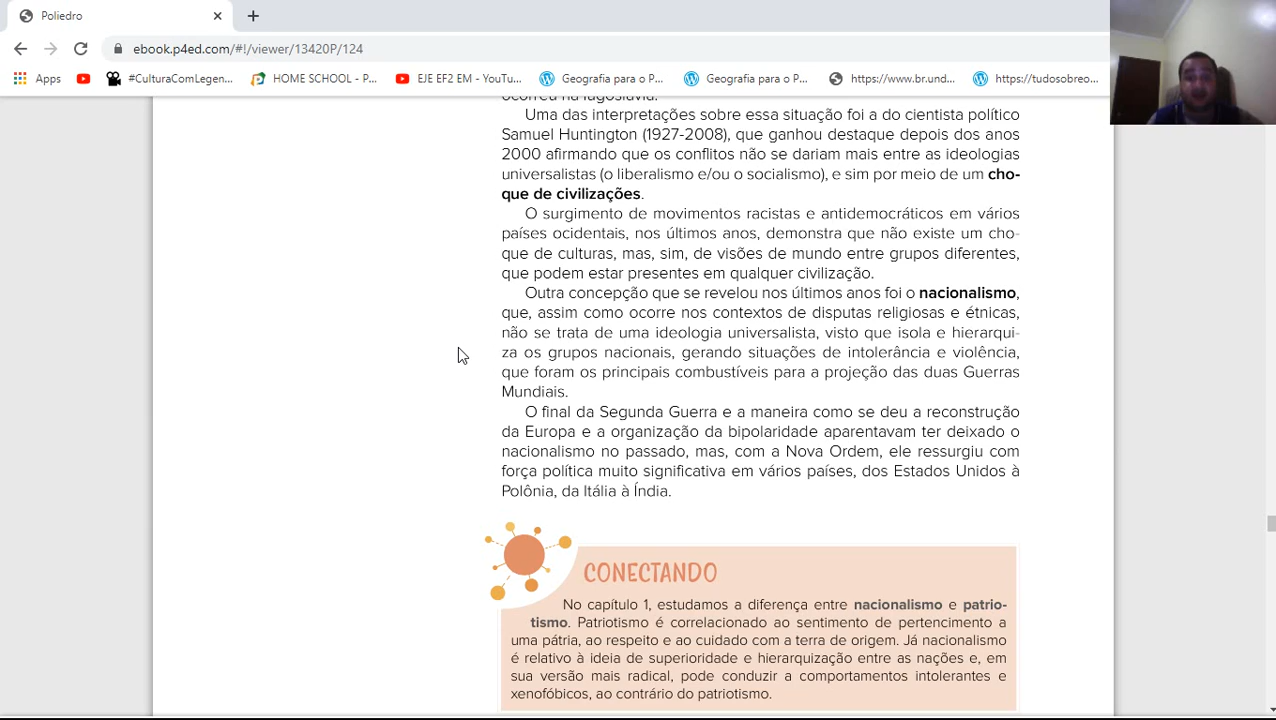 Poliedro
ebook.p4ed.com/#!/viewer/13420P/124
Apps #CulturaComLegen... HOME SCHOOL - P... EJE EF2 EM - YouTu... Geografia para o P... Geografia para o P... https://www.br.und... https://tudosobreo...
ocorreu na Iugoslávia.
Uma das interpretações sobre essa situação foi a do cientista político
Samuel Huntington (1927-2008), que ganhou destaque depois dos anos
2000 afirmando que os conflitos não se dariam mais entre as ideologias
universalistas (o liberalismo e/ou o socialismo), e sim por meio de um cho-
que de civilizações.
O surgimento de movimentos racistas e antidemocráticos em vários
países ocidentais, nos últimos anos, demonstra que não existe um cho-
que de culturas, mas, sim, de visões de mundo entre grupos diferentes,
que podem estar presentes em qualquer civilização.
Outra concepção que se revelou nos últimos anos foi o nacionalismo,
que, assim como ocorre nos contextos de disputas religiosas e étnicas,
não se trata de uma ideologia universalista, visto que isola e hierarqui-
za os grupos nacionais, gerando situações de intolerância e violência,
que foram os principais combustíveis para a projeção das duas Guerras
Mundiais.
O final da Segunda Guerra e a maneira como se deu a reconstrução
da Europa e a organização da bipolaridade aparentavam ter deixado o
nacionalismo no passado, mas, com a Nova Ordem, ele ressurgiu com
força política muito significativa em vários países, dos Estados Unidos à
Polônia, da Itália à Índia.
CONECTANDO
No capítulo 1, estudamos a diferença entre nacionalismo e patrio-
tismo. Patriotismo é correlacionado ao sentimento de pertencimento a
uma pátria, ao respeito e ao cuidado com a terra de origem. Já nacionalismo
é relativo à ideia de superioridade e hierarquização entre as nações e, em
sua versão mais radical, pode conduzir a comportamentos intolerantes e
xenofóbicos, ao contrário do patriotismo.